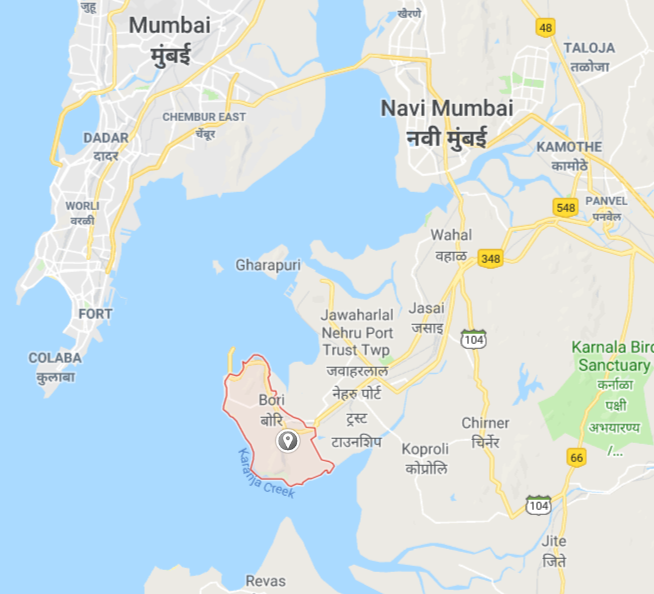 जुहू
Mumbai
मुंबई
खैरणे
48
TALOJA
तळोजा
CHEMBUR EAST
चेंबूर
Navi Mumbai
नवी मुंबई
DADAR
दादर
KAMOTHE
कामोठे
WORLI
वरळी
548
PANVEL
पनवेल
Wahal
वहाळ
348
Gharapuri
FORT
Jawaharlal
Nehru Port
Trust Twp
जवाहरलाल
नेहरु पोर्ट
ट्रस्ट
टाउनशिप
Jasai
जसाइ
104
COLABA
कुलाबा
Karnala Bird
Sanctuary
कर्नाळा
पक्षी
अभयारण्य
/...
Bori
बोरि
Chirner
चिर्नेर
Koproli
कोप्रोलि
66
Karanja Creek
104
Jite
जिते
Revas